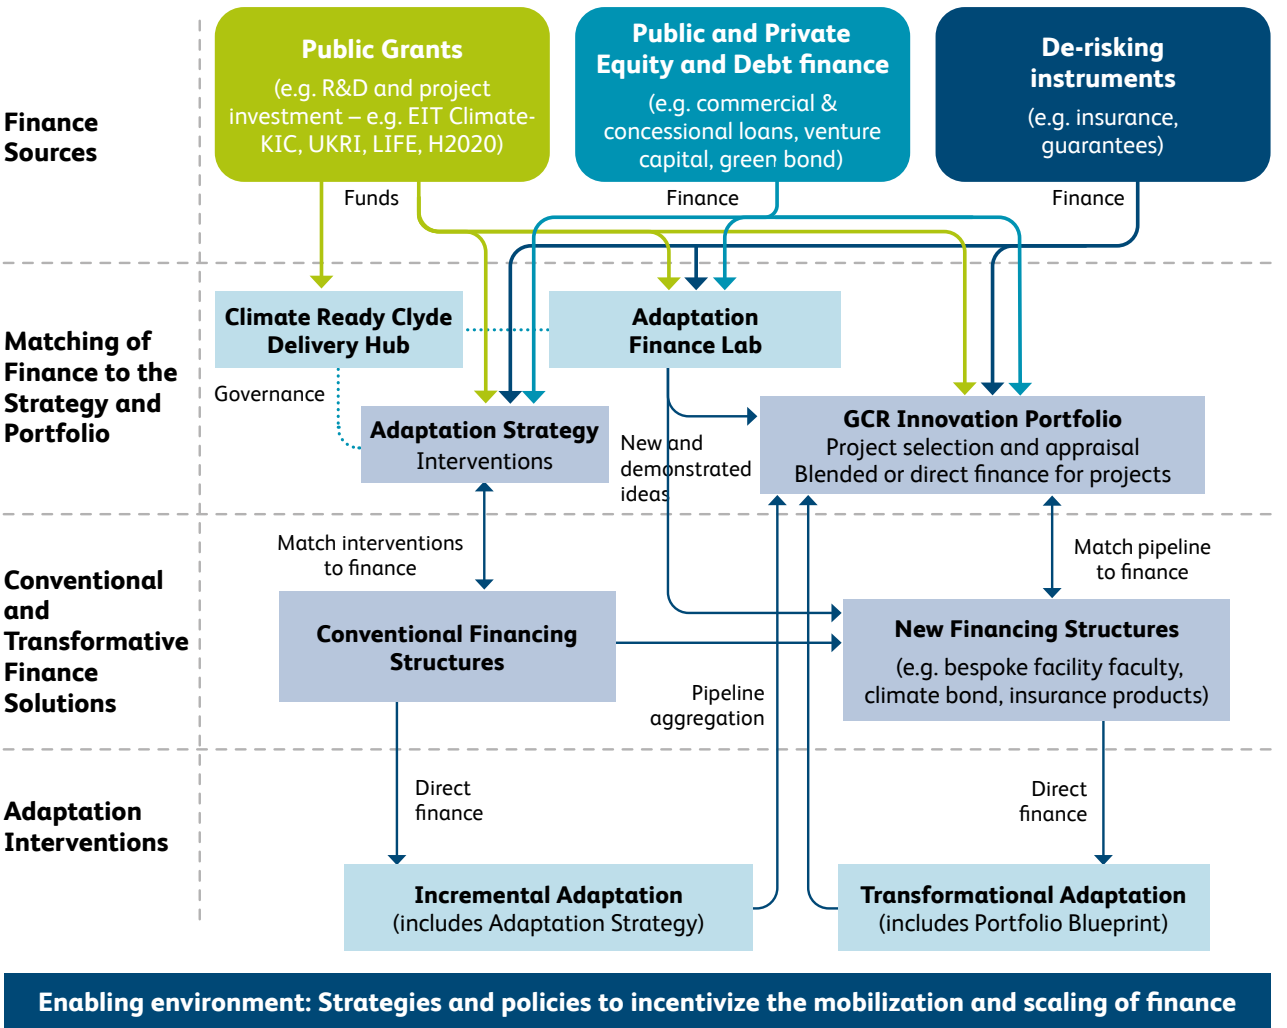 Finance
Sources
Public Grants
(e.g. R&D and project
investment – e.g. EIT Climate-
KIC, UKRI, LIFE, H2020)
Public and Private
Equity and Debt finance
(e.g. commercial &
concessional loans, venture
capital, green bond)
De-risking
instruments
(e.g. insurance,
guarantees)
Funds
Finance
Finance
Matching of
Finance to the
Strategy and
Portfolio
Climate Ready Clyde
Delivery Hub
Adaptation
Finance Lab
Governance
Adaptation Strategy
Interventions
New and
demonstrated
ideas
GCR Innovation Portfolio
Project selection and appraisal
Blended or direct finance for projects
Conventional
and
Transformative
Finance
Solutions
Match interventions
to finance
Match pipeline
to finance
Conventional Financing
Structures
New Financing Structures
(e.g. bespoke facility faculty,
climate bond, insurance products)
Pipeline
aggregation
Adaptation
Interventions
Direct
finance
Direct
finance
Incremental Adaptation
(includes Adaptation Strategy)
Transformational Adaptation
(includes Portfolio Blueprint)
Enabling environment: Strategies and policies to incentivize the mobilization and scaling of finance